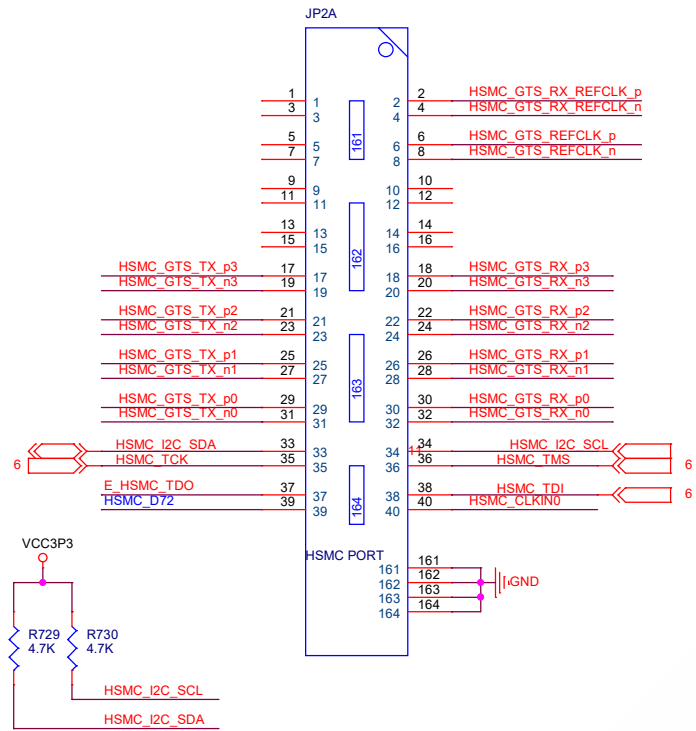 JP2A
1 1 2 2 HSMC_GTS_RX_REFCLK_p
3 3 4 4 HSMC_GTS_RX_REFCLK_n
161
5 5 6 6 HSMC_GTS_REFCLK_p
7 7 8 8 HSMC_GTS_REFCLK_n
9 9 10 10
11 11 12 12
13 13 14 14
15 15 16 16
162
HSMC_GTS_TX_p3 17 17 18 18 HSMC_GTS_RX_p3
HSMC_GTS_TX_n3 19 19 20 20 HSMC_GTS_RX_n3
HSMC_GTS_TX_p2 21 21 22 22 HSMC_GTS_RX_p2
HSMC_GTS_TX_n2 23 23 24 24 HSMC_GTS_RX_n2
HSMC_GTS_TX_p1 25 25 26 26 HSMC_GTS_RX_p1
HSMC_GTS_TX_n1 27 27 28 28 HSMC_GTS_RX_n1
163
HSMC_GTS_TX_p0 29 29 30 30 HSMC_GTS_RX_p0
HSMC_GTS_TX_n0 31 31 32 32 HSMC_GTS_RX_n0
HSMC_I2C_SDA 33 33 34 11 34 HSMC_I2C_SCL
6 HSMC_TCK 35 35 36 36 HSMC_TMS 6
E_HSMC_TDO 37 37 38 38 HSMC_TDI 6
HSMC_D72 39 39 40 40 HSMC_CLKIN0
164
VCC3P3
HSMC PORT
161 161
162 162 GND
163 163
164 164
R729 R730
4.7K 4.7K
HSMC_I2C_SCL
HSMC_I2C_SDA